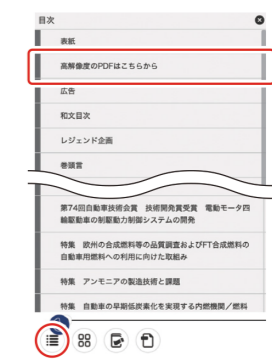 目次
表紙
高解像度のPDFはこちらから
広告
和文目次
レジェンド企画
巻頭言
第74回自動車技術会賞　技術開発賞受賞　電動モータ四
輪駆動車の制駆動力制御システムの開発
特集　欧州の合成燃料等の品質調査およびFT合成燃料の
自動車用燃料への利用に向けた取組み
特集　アンモニアの製造技術と課題
特集　自動車の早期低炭素化を実現する内燃機関／燃料